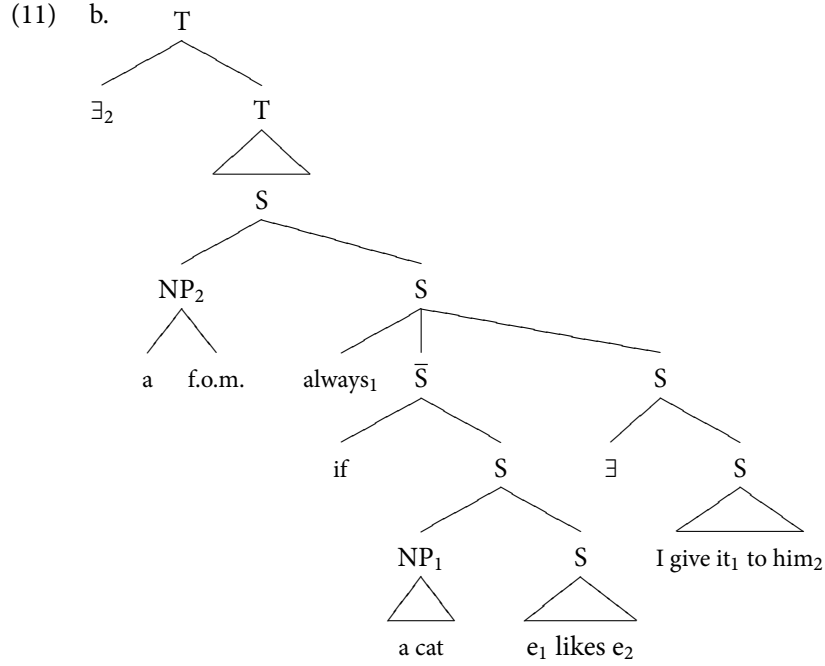 (11) b. T
∃₂ T
S
NP₂ S
a f.o.m. always₁ S̅ S
if S ∃ S
NP₁ S I give it₁ to him₂
a cat e₁ likes e₂